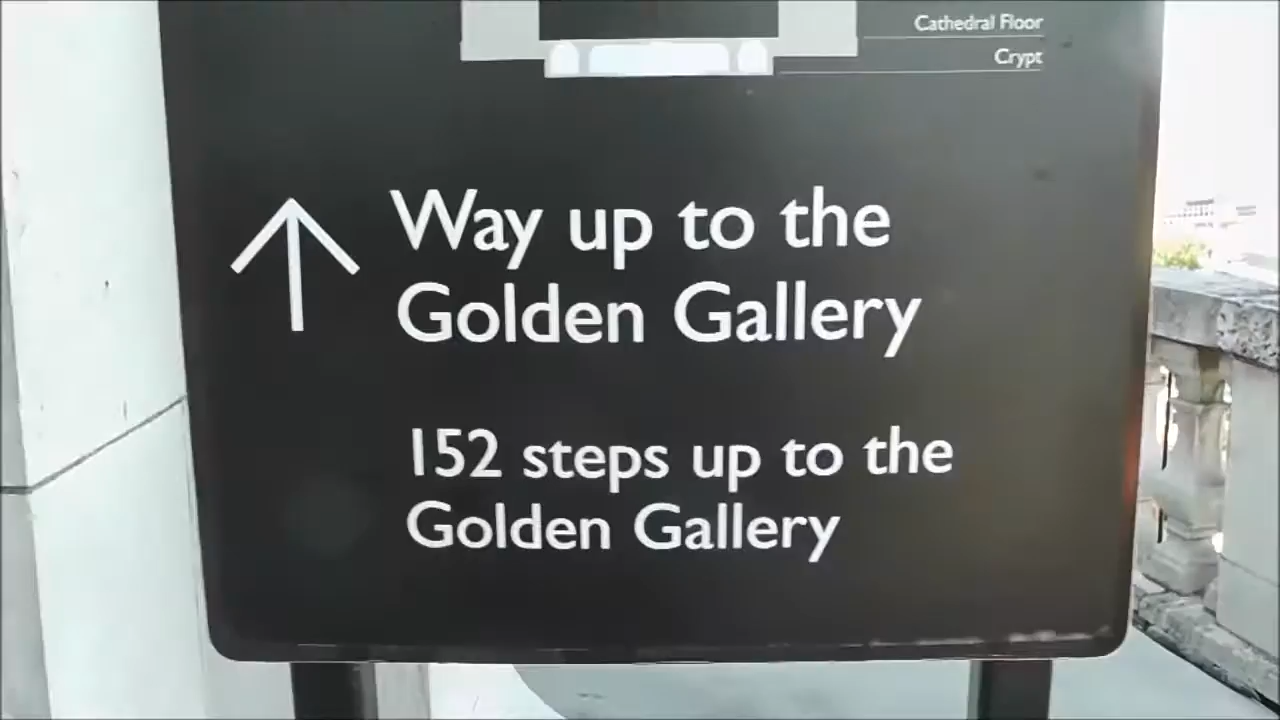 Cathedral Floor
Crypt
Way up to the
Golden Gallery
152 steps up to the
Golden Gallery